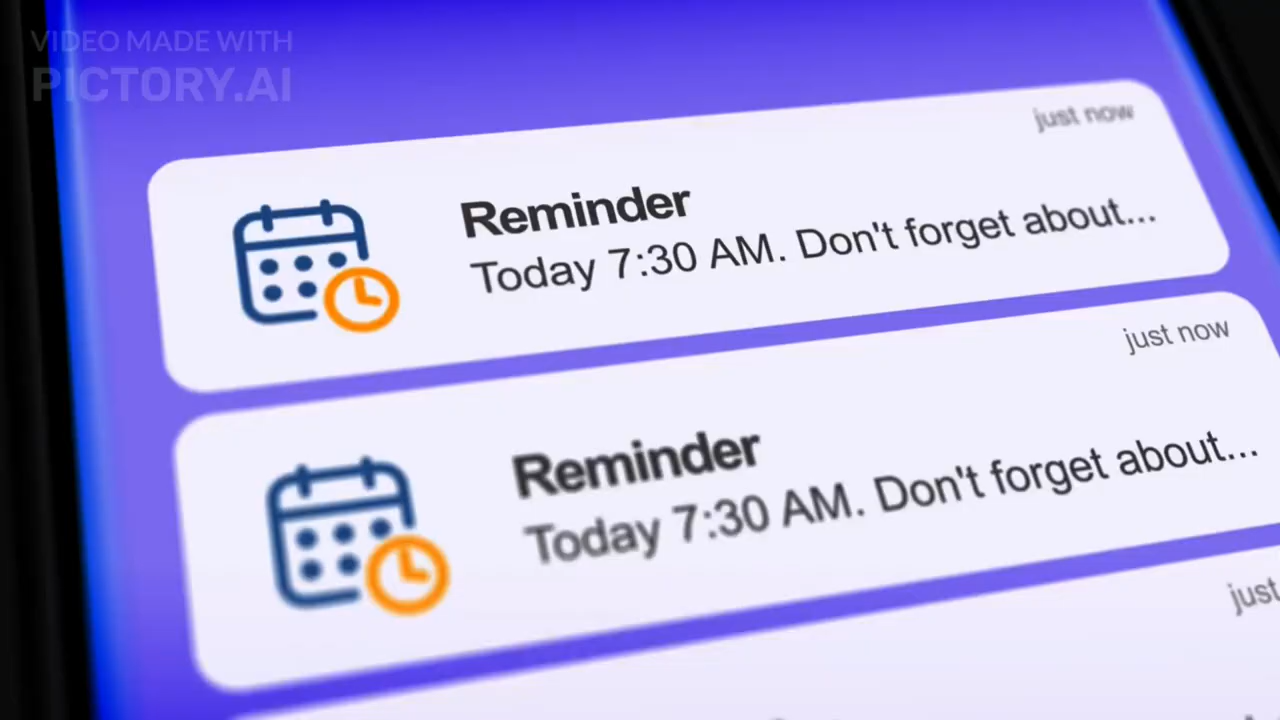 VIDEO MADE WITH
PICTORY.AI
just now
Reminder
Today 7:30 AM. Don't forget about...
just now
Reminder
Today 7:30 AM. Don't forget about...
just